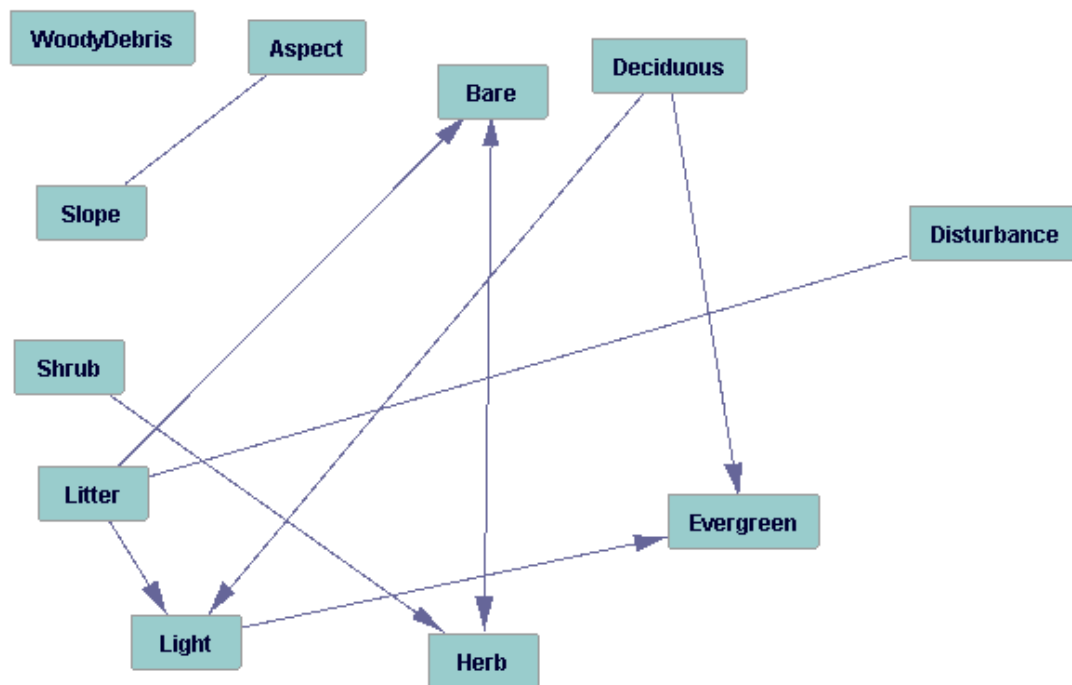 WoodyDebris
Aspect
Deciduous
Bare
Slope
Disturbance
Shrub
Litter
Evergreen
Light
Herb